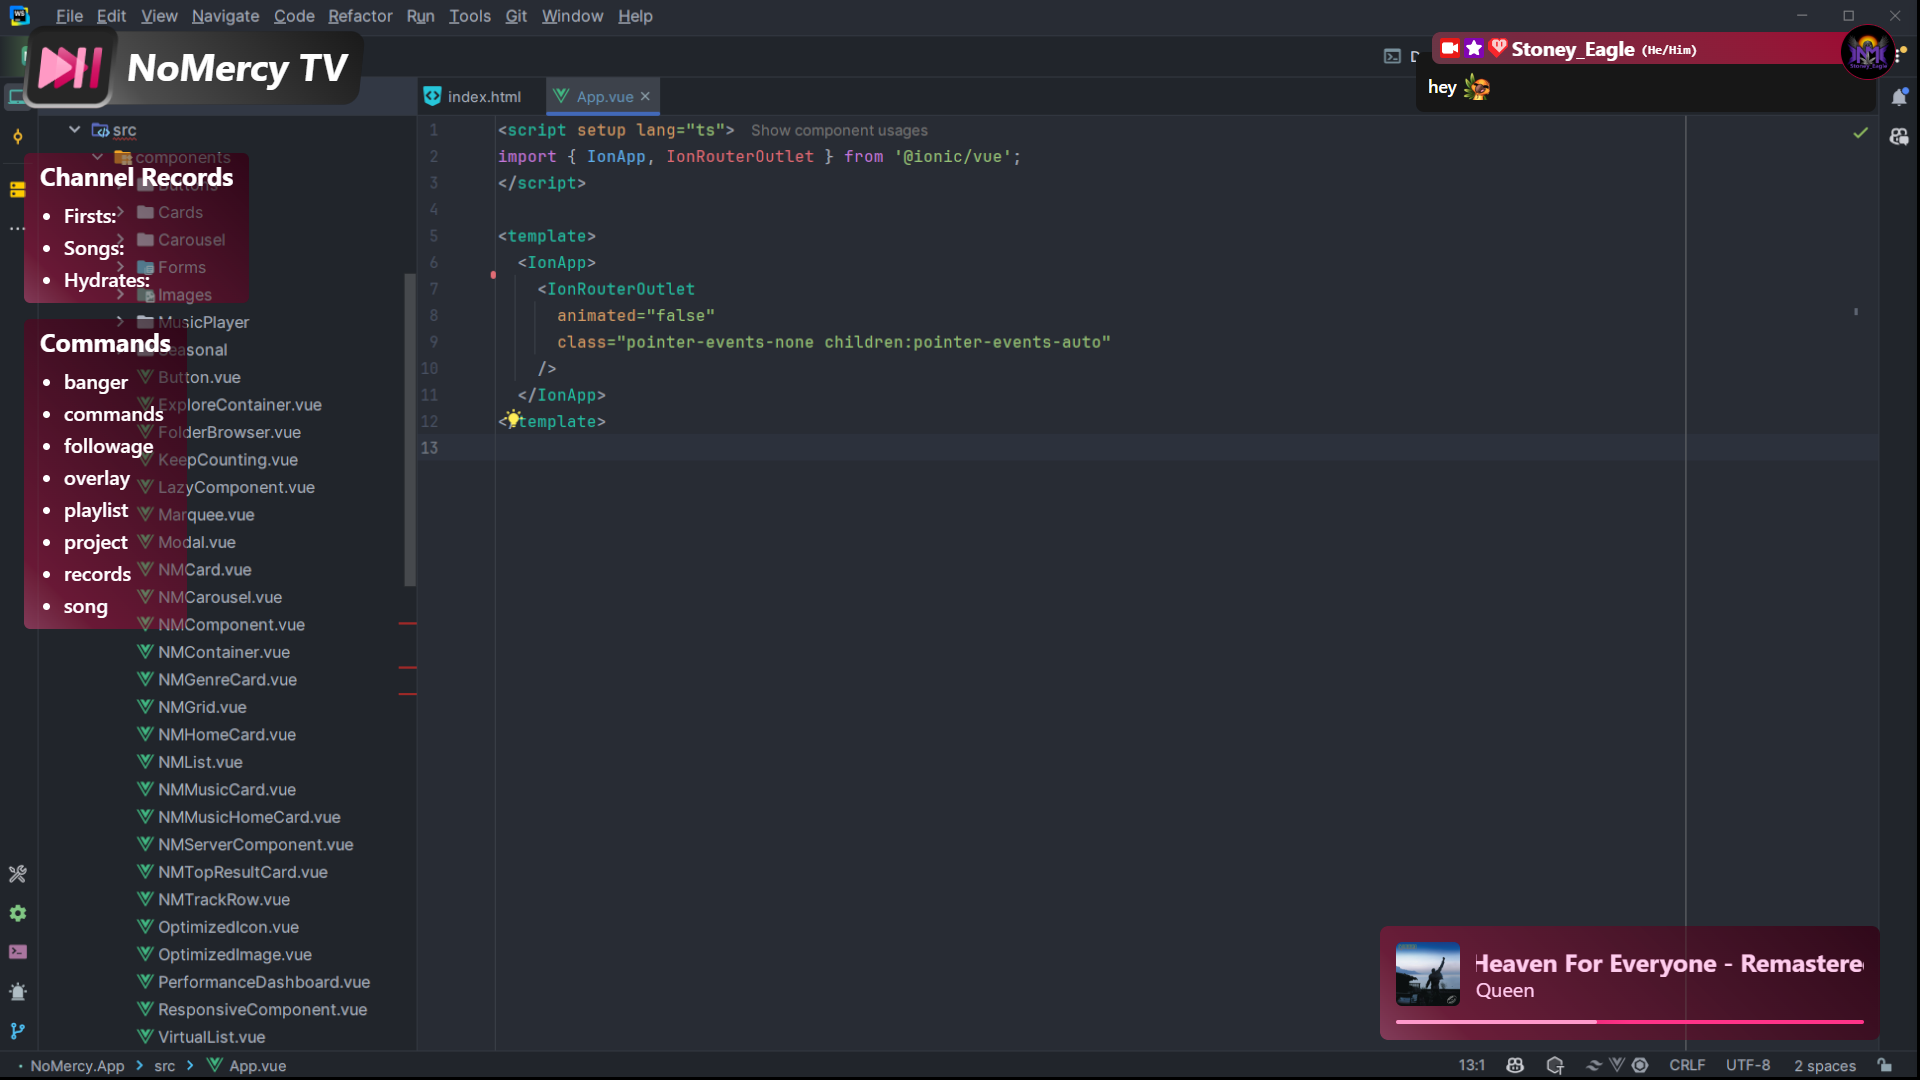 File Edit View Navigate Code Refactor Run Tools Git Window Help
NoMercy TV
Stoney_Eagle (He/Him)
hey
index.html
App.vue
src
components
Channel Records
Firsts:
Songs:
Hydrates:
Buttons
Cards
Carousel
Forms
Images
MusicPlayer
Seasonal
Commands
banger
commands
followage
overlay
playlist
project
records
song
Button.vue
ExploreContainer.vue
FolderBrowser.vue
KeepCounting.vue
LazyComponent.vue
Marquee.vue
Modal.vue
NMCard.vue
NMCarousel.vue
NMComponent.vue
NMContainer.vue
NMGenreCard.vue
NMGrid.vue
NMHomeCard.vue
NMList.vue
NMMusicCard.vue
NMMusicHomeCard.vue
NMServerComponent.vue
NMTopResultCard.vue
NMTrackRow.vue
OptimizedIcon.vue
OptimizedImage.vue
PerformanceDashboard.vue
ResponsiveComponent.vue
VirtualList.vue
1 <script setup lang="ts"> Show component usages
2 import { IonApp, IonRouterOutlet } from '@ionic/vue';
3 </script>
4
5 <template>
6 <IonApp>
7 <IonRouterOutlet
8 animated="false"
9 class="pointer-events-none children:pointer-events-auto"
10 />
11 </IonApp>
12 </template>
13
Heaven For Everyone - Remastere
Queen
NoMercy.App > src > App.vue
13:1 CRLF UTF-8 2 spaces